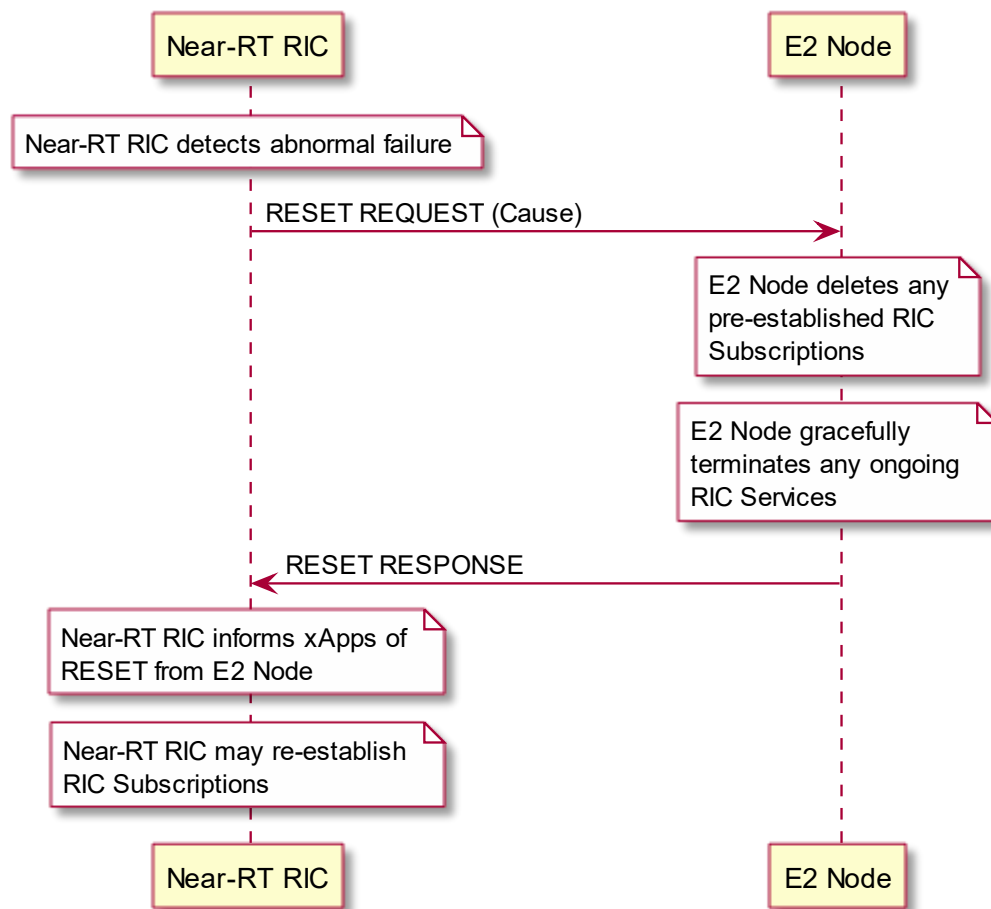 Near-RT RIC
E2 Node
Near-RT RIC detects abnormal failure
RESET REQUEST (Cause)
E2 Node deletes any
pre-established RIC
Subscriptions
E2 Node gracefully
terminates any ongoing
RIC Services
RESET RESPONSE
Near-RT RIC informs xApps of
RESET from E2 Node
Near-RT RIC may re-establish
RIC Subscriptions
Near-RT RIC
E2 Node